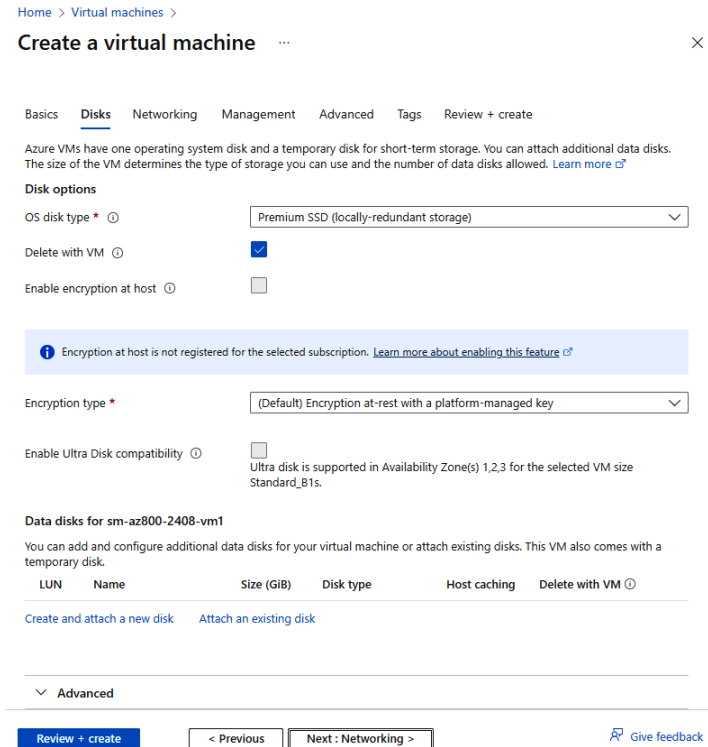 Home > Virtual machines >
Create a virtual machine ...
Basics Disks Networking Management Advanced Tags Review + create
Azure VMs have one operating system disk and a temporary disk for short-term storage. You can attach additional data disks.
The size of the VM determines the type of storage you can use and the number of data disks allowed. Learn more
Disk options
OS disk type * Premium SSD (locally-redundant storage)
Delete with VM
Enable encryption at host
Encryption at host is not registered for the selected subscription. Learn more about enabling this feature
Encryption type * (Default) Encryption at-rest with a platform-managed key
Enable Ultra Disk compatibility
Ultra disk is supported in Availability Zone(s) 1,2,3 for the selected VM size
Standard_B1s.
Data disks for sm-az800-2408-vm1
You can add and configure additional data disks for your virtual machine or attach existing disks. This VM also comes with a
temporary disk.
LUN Name Size (GiB) Disk type Host caching Delete with VM
Create and attach a new disk Attach an existing disk
Advanced
Review + create < Previous Next : Networking > Give feedback